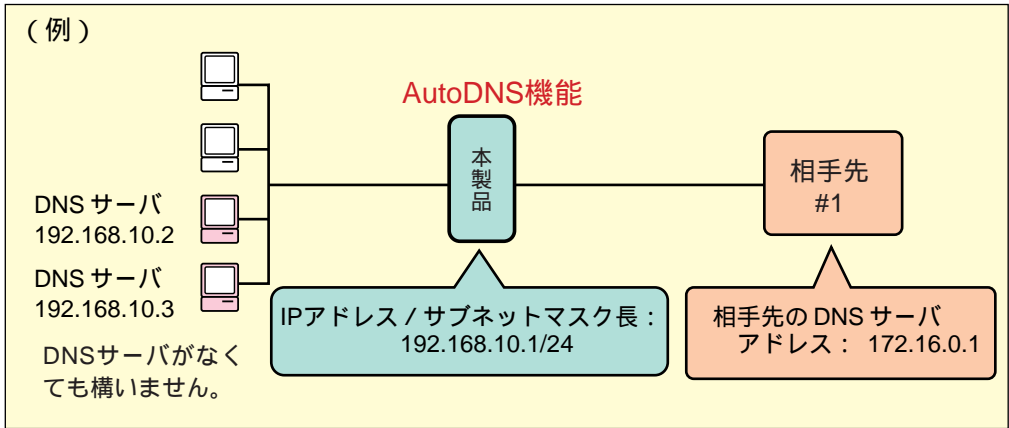 （例）
AutoDNS機能
本製品
相手先
#1
DNS サーバ
192.168.10.2
DNS サーバ
192.168.10.3
DNSサーバがなく
ても構いません。
IPアドレス / サブネットマスク長：
192.168.10.1/24
相手先の DNS サーバ
アドレス： 172.16.0.1